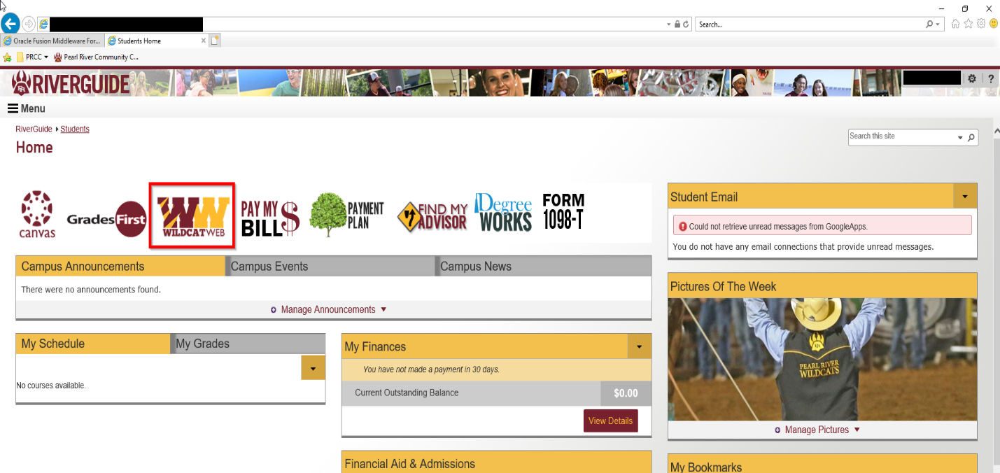 Search...
Oracle Fusion Middleware For...
Students Home
PRCC
Pearl River Community C...
RIVERGUIDE
?
Menu
RiverGuide
Students
Search this site
Home
canvas
GradesFirst
WW
WILDCATWEB
PAY MY
BILL$
PAYMENT
PLAN
FIND MY
ADVISOR
Degree
WORKS
FORM
1098-T
Student Email
Could not retrieve unread messages from GoogleApps.
You do not have any email connections that provide unread messages.
Campus Announcements
Campus Events
Campus News
There were no announcements found.
Manage Announcements
Pictures Of The Week
PEARL RIVER
WILDCATS
Manage Pictures
My Schedule
My Grades
No courses available.
My Finances
You have not made a payment in 30 days.
Current Outstanding Balance
$0.00
View Details
Financial Aid & Admissions
My Bookmarks